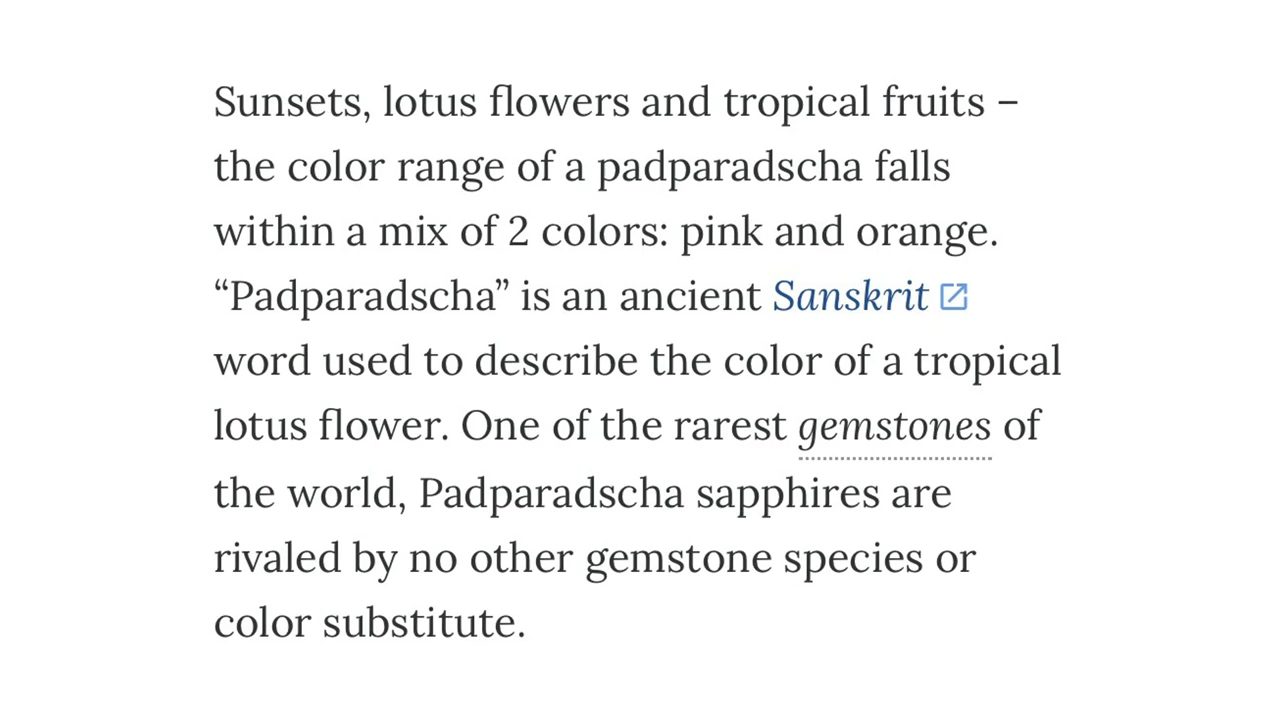 Sunsets, lotus flowers and tropical fruits –
the color range of a padparadscha falls
within a mix of 2 colors: pink and orange.
“Padparadscha” is an ancient Sanskrit
word used to describe the color of a tropical
lotus flower. One of the rarest gemstones of
the world, Padparadscha sapphires are
rivaled by no other gemstone species or
color substitute.